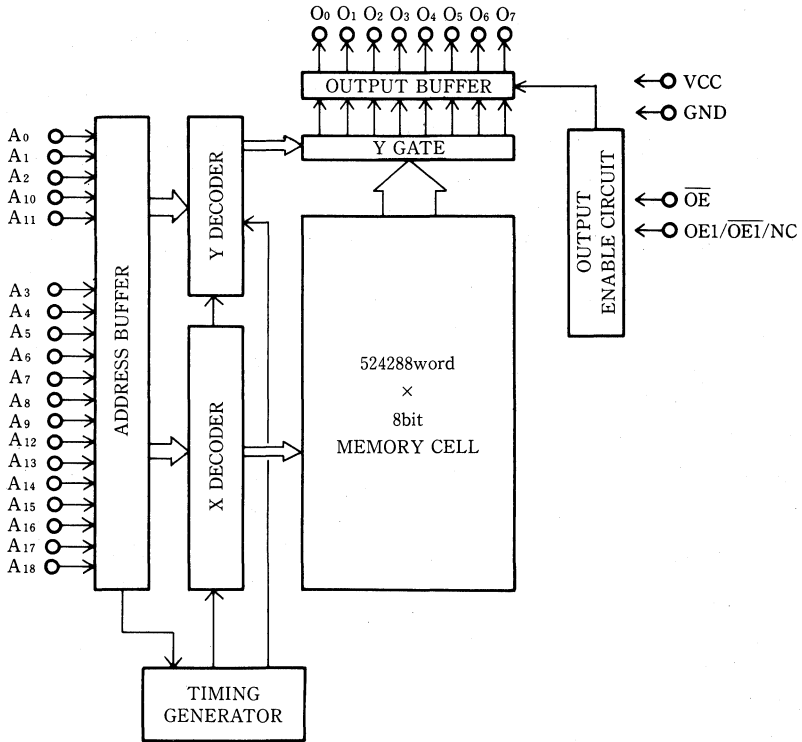 O₀ O₁ O₂ O₃ O₄ O₅ O₆ O₇
OUTPUT BUFFER
Y GATE
VCC
GND
O̅E̅
OE1/O̅E̅1̅/NC
OUTPUT
ENABLE CIRCUIT
A₀
A₁
A₂
A₁₀
A₁₁
A₃
A₄
A₅
A₆
A₇
A₈
A₉
A₁₂
A₁₃
A₁₄
A₁₅
A₁₆
A₁₇
A₁₈
ADDRESS BUFFER
Y DECODER
X DECODER
524288word
×
8bit
MEMORY CELL
TIMING
GENERATOR